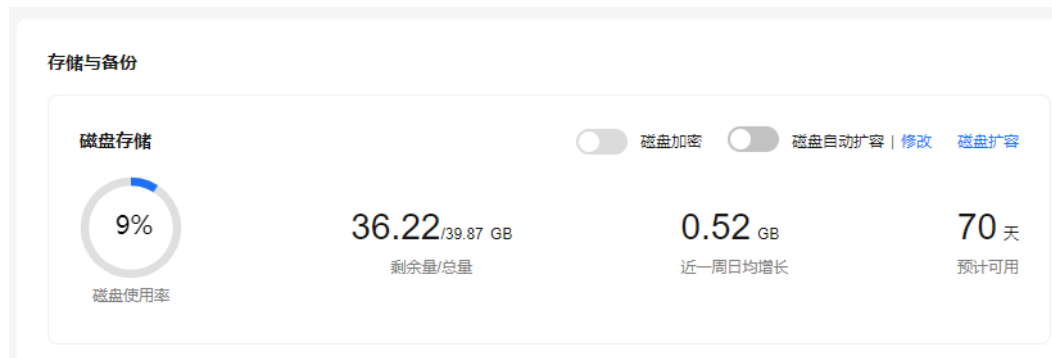 存储与备份
磁盘存储
磁盘加密
磁盘自动扩容 | 修改
磁盘扩容
9%
磁盘使用率
36.22/39.87 GB
剩余量/总量
0.52 GB
近一周日均增长
70 天
预计可用